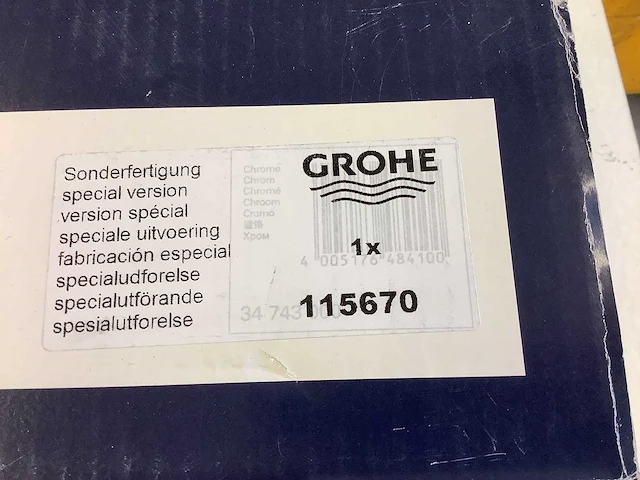 Sonderfertigung
special version
version spécial
speciale uitvoering
fabricación especial
specialudforelse
specialutförande
spesialutforelse
Chrome
Chrom
Chromé
Chroom
Cromo
Хром
GROHE
1x
4 005176 484100
34 743
115670